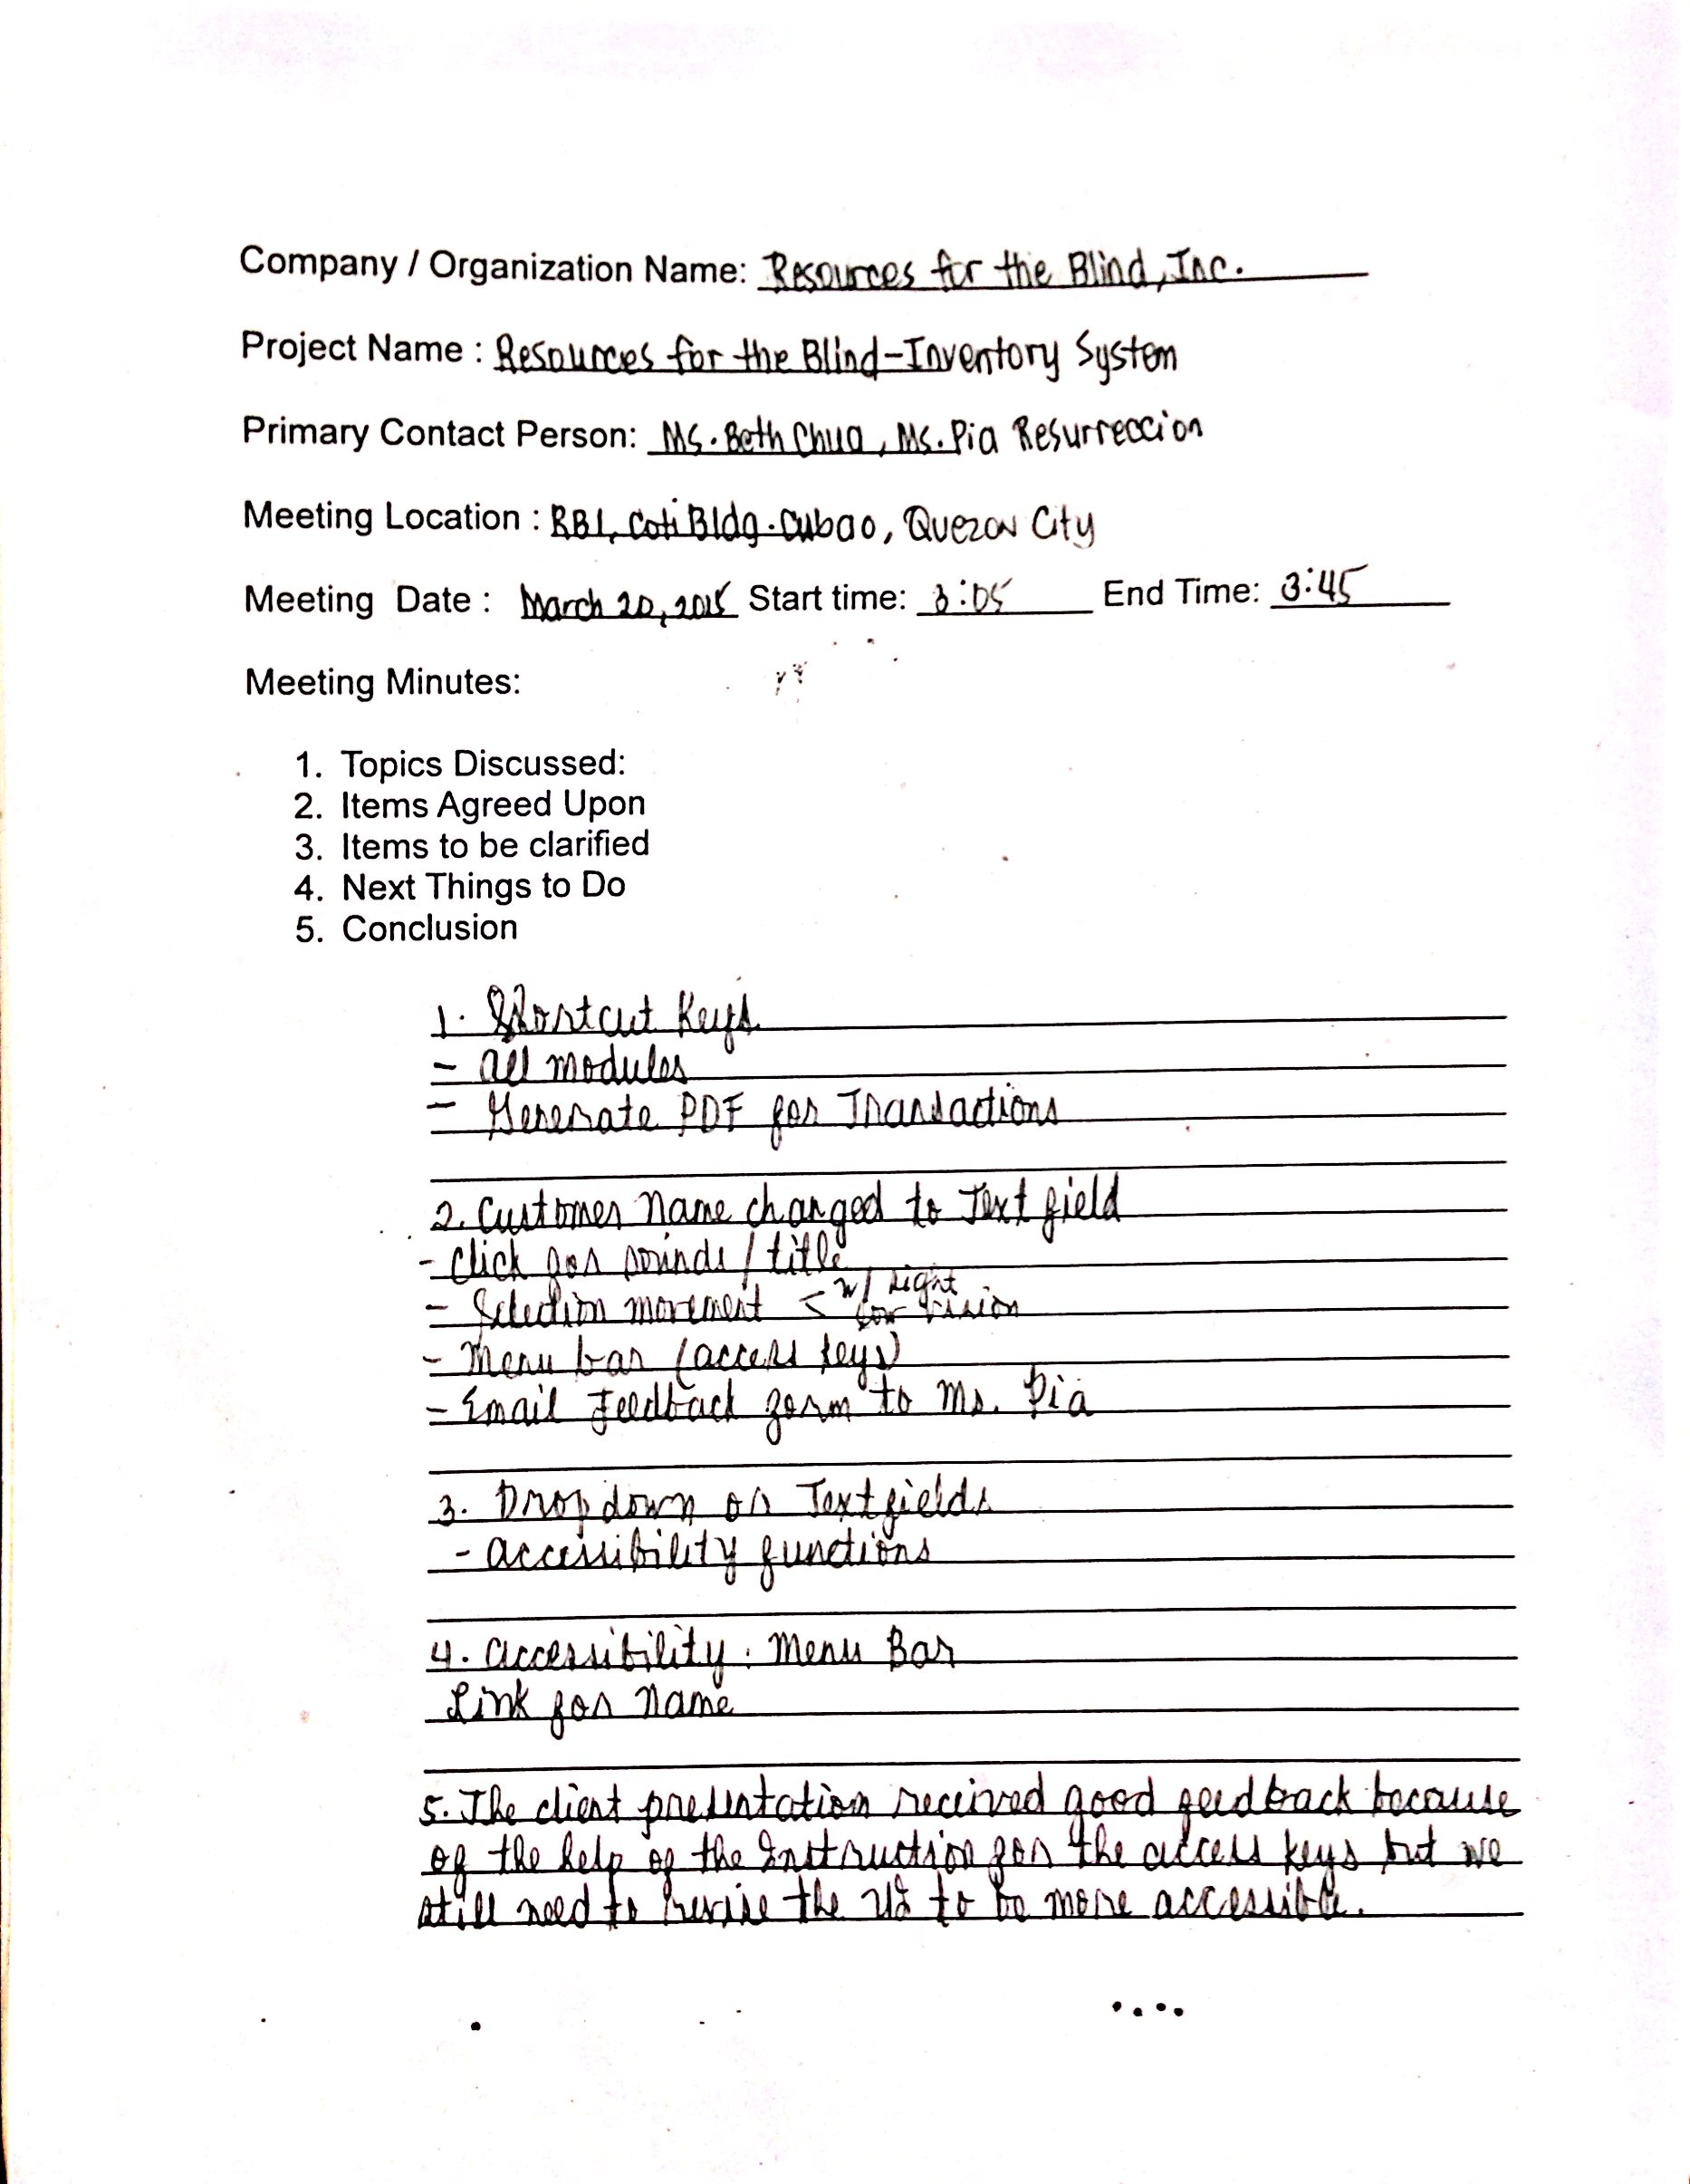 Company / Organization Name: Resources for the Blind, Inc.
Project Name : Resources for the Blind-Inventory System
Primary Contact Person: Ms. Beth Chua, Ms. Pia Resurreccion
Meeting Location : RBI, Coti Bldg. Cubao, Quezon City
Meeting Date : March 20, 2015 Start time: 3:05 End Time: 3:45
Meeting Minutes:
1. Topics Discussed:
2. Items Agreed Upon
3. Items to be clarified
4. Next Things to Do
5. Conclusion
1. Shortcut Keys
- All modules
- Generate PDF for Transactions
2. Customer Name changed to Text field
- Click for sounds / title
- Selection movement < w/ sight
low vision
- Menu bar (access keys)
- Email Feedback form to Ms. Pia
3. Dropdown or Textfields
- accessibility functions
4. Accessibility . Menu Bar
Link for Name
5. The client presentation received good feedback because
of the help of the Instruction for the access keys but we
still need to revise the UI to be more accessible.